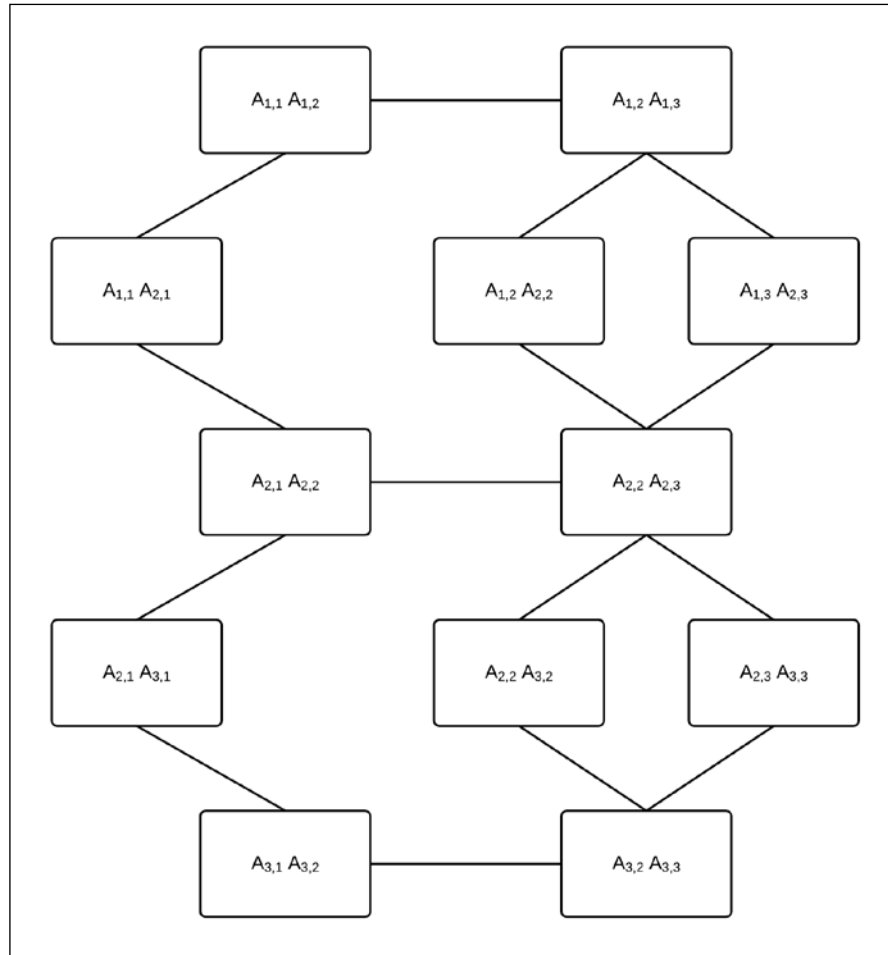 A1,1 A1,2
A1,2 A1,3
A1,1 A2,1
A1,2 A2,2
A1,3 A2,3
A2,1 A2,2
A2,2 A2,3
A2,1 A3,1
A2,2 A3,2
A2,3 A3,3
A3,1 A3,2
A3,2 A3,3